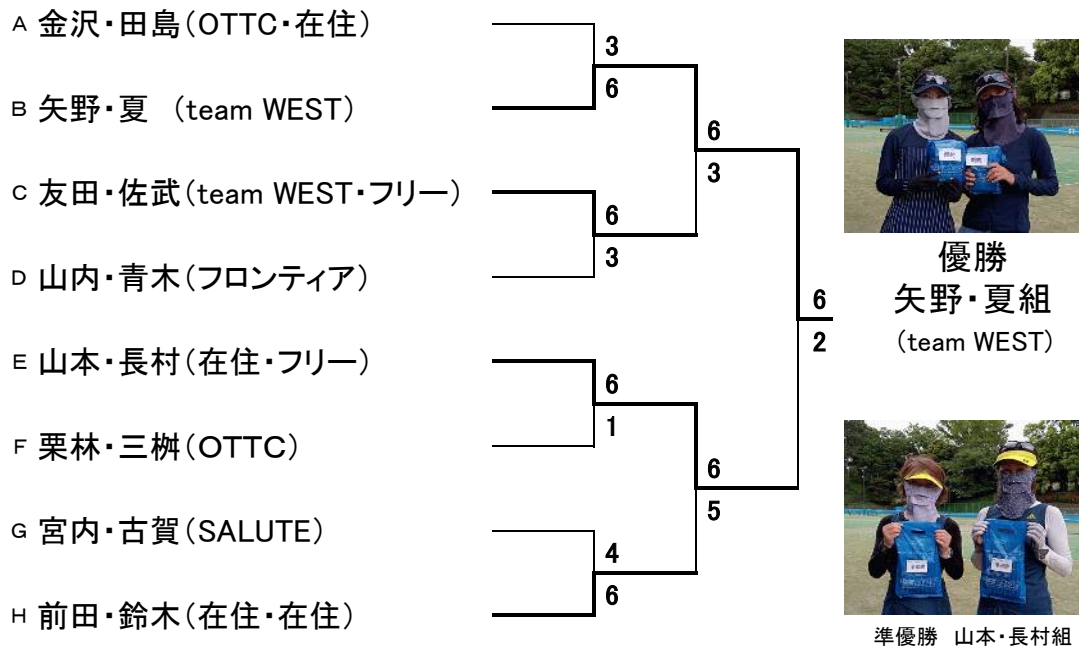 A 金沢・田島(OTTC・在住)
3
6
B 矢野・夏 (team WEST)
6
3
C 友田・佐武(team WEST・フリー)
6
3
D 山内・青木(フロンティア)
6
2
E 山本・長村(在住・フリー)
6
1
F 栗林・三桝(OTTC)
6
5
G 宮内・古賀(SALUTE)
4
6
H 前田・鈴木(在住・在住)
優勝
矢野・夏組
(team WEST)
準優勝 山本・長村組